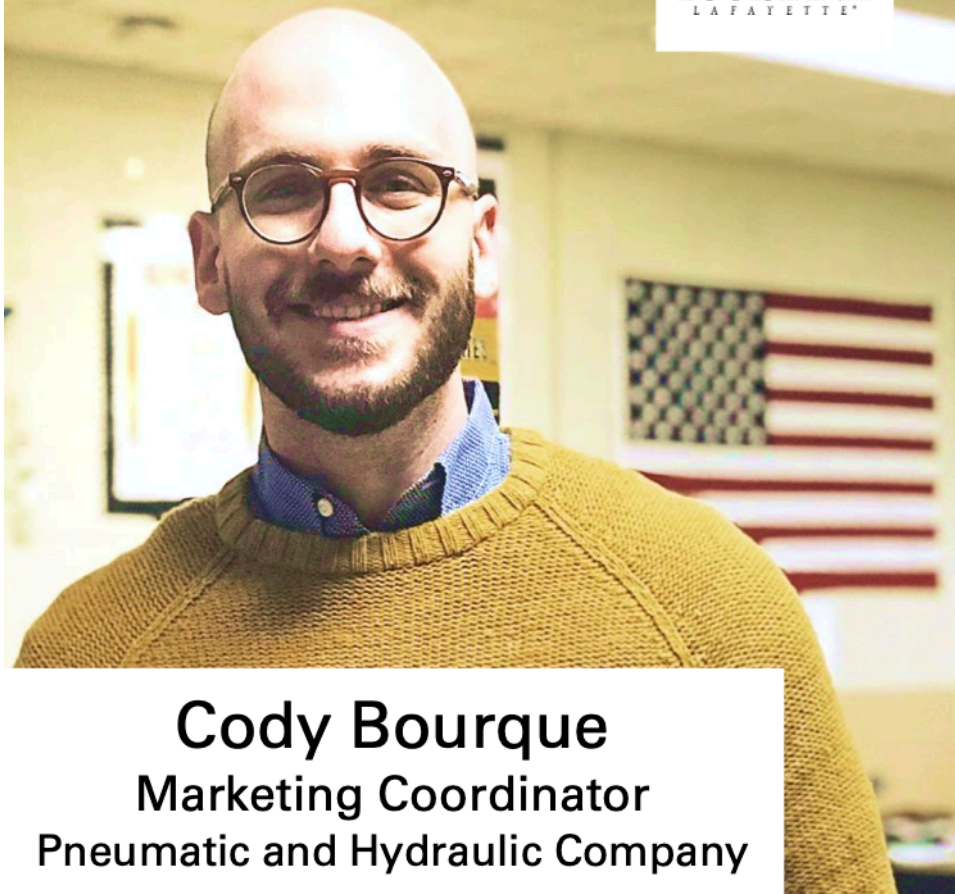 LAFAYETTE®
Cody Bourque
Marketing Coordinator
Pneumatic and Hydraulic Company